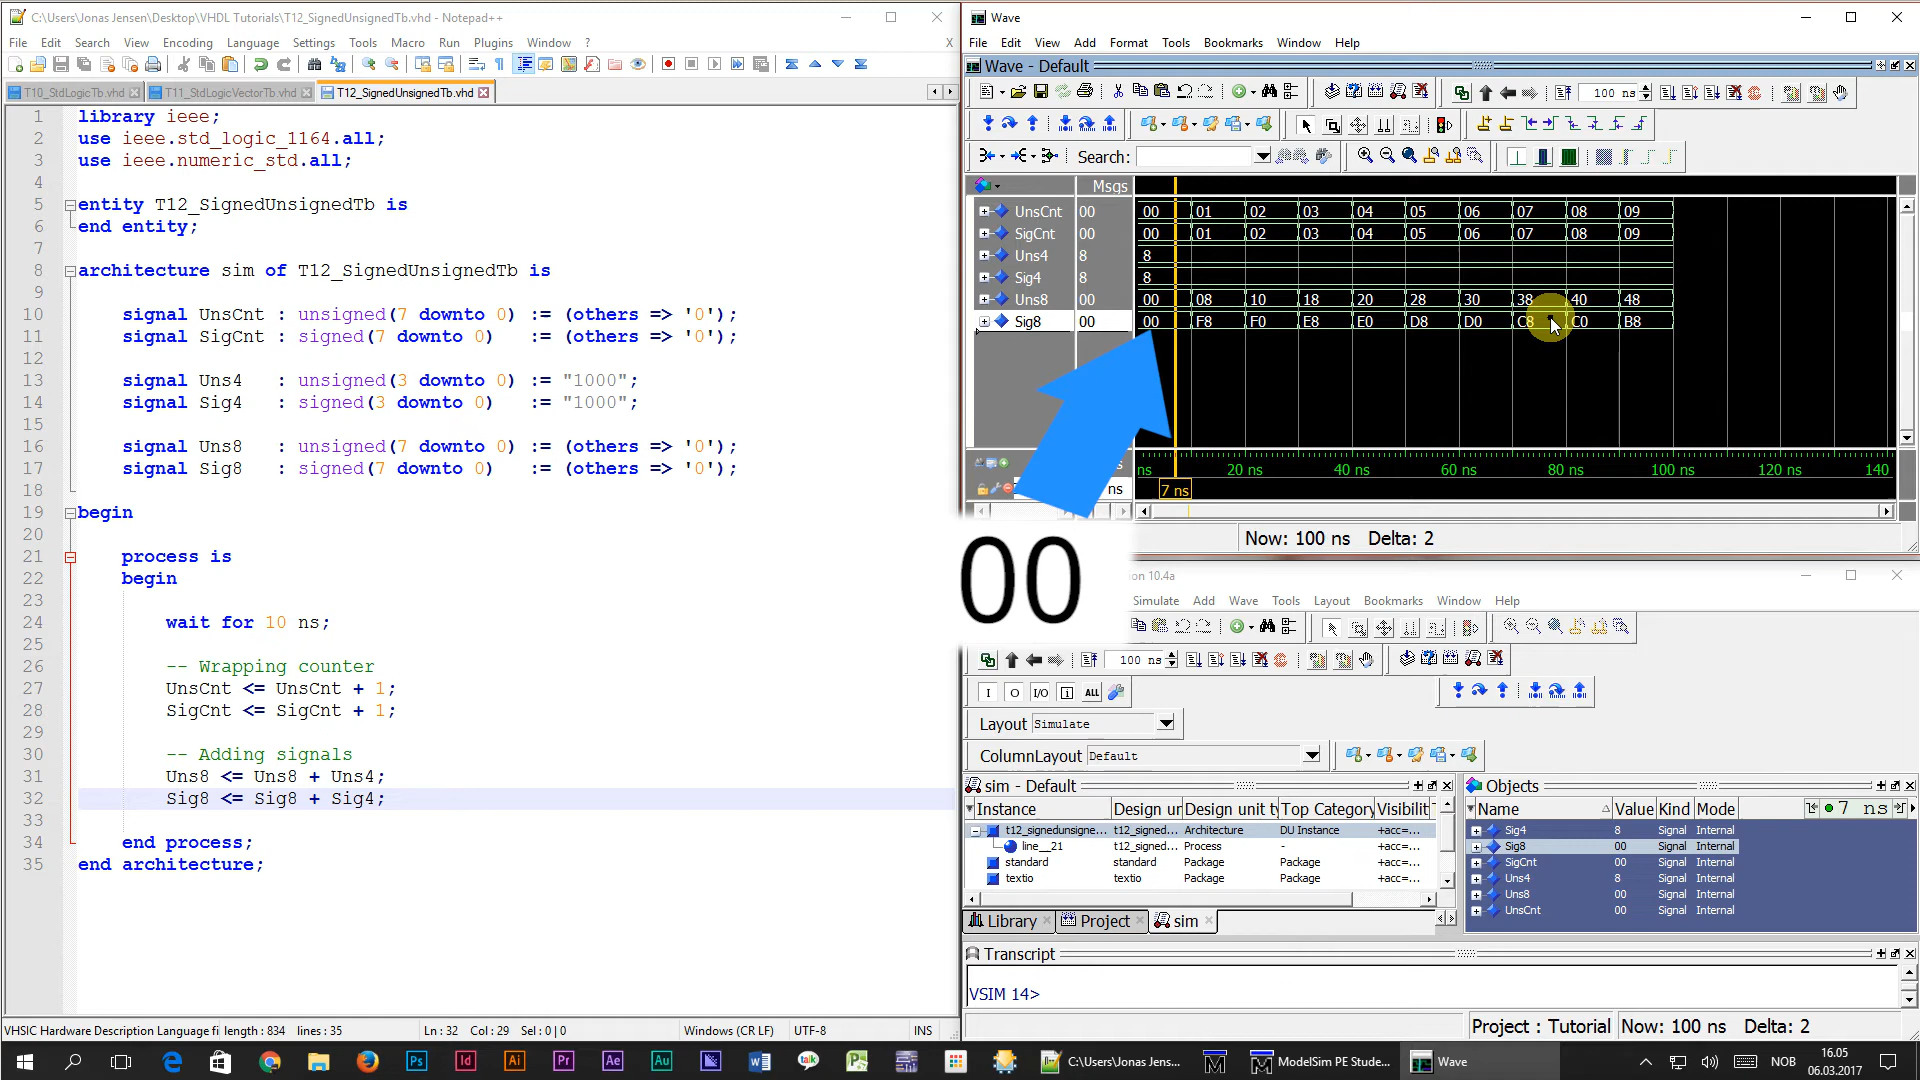 C:\Users\Jonas Jensen\Desktop\VHDL Tutorials\T12_SignedUnsignedTb.vhd - Notepad++
File Edit Search View Encoding Language Settings Tools Macro Run Plugins Window ? X
T10_StdLogicTb.vhd T11_StdLogicVectorTb.vhd T12_SignedUnsignedTb.vhd
1 library ieee;
2 use ieee.std_logic_1164.all;
3 use ieee.numeric_std.all;
4
5 entity T12_SignedUnsignedTb is
6 end entity;
7
8 architecture sim of T12_SignedUnsignedTb is
9
10 signal UnsCnt : unsigned(7 downto 0) := (others => '0');
11 signal SigCnt : signed(7 downto 0) := (others => '0');
12
13 signal Uns4 : unsigned(3 downto 0) := "1000";
14 signal Sig4 : signed(3 downto 0) := "1000";
15
16 signal Uns8 : unsigned(7 downto 0) := (others => '0');
17 signal Sig8 : signed(7 downto 0) := (others => '0');
18
19 begin
20
21 process is
22 begin
23
24 wait for 10 ns;
25
26 -- Wrapping counter
27 UnsCnt <= UnsCnt + 1;
28 SigCnt <= SigCnt + 1;
29
30 -- Adding signals
31 Uns8 <= Uns8 + Uns4;
32 Sig8 <= Sig8 + Sig4;
33
34 end process;
35 end architecture;
VHSIC Hardware Description Language fi length : 834 lines : 35 Ln : 32 Col : 29 Sel : 0 | 0 Windows (CR LF) UTF-8 INS
Wave
File Edit View Add Format Tools Bookmarks Window Help
Wave - Default
100 ns
Search:
Msgs
UnsCnt 00 00 01 02 03 04 05 06 07 08 09
SigCnt 00 00 01 02 03 04 05 06 07 08 09
Uns4 8 8
Sig4 8 8
Uns8 00 00 08 10 18 20 28 30 38 40 48
Sig8 00 00 F8 F0 E8 E0 D8 D0 C8 C0 B8
ns 20 ns 40 ns 60 ns 80 ns 100 ns 120 ns 140
ns 7 ns
Now: 100 ns Delta: 2
00
ion 10.4a
Simulate Add Wave Tools Layout Bookmarks Window Help
100 ns
I O I/O ALL
Layout Simulate
ColumnLayout Default
sim - Default
Instance Design ur Design unit ty Top Category Visibilit
t12_signedunsigne... t12_signed... Architecture DU Instance +acc=...
line__21 t12_signed... Process - +acc=...
standard standard Package Package +acc=...
textio textio Package Package +acc=...
Library Project sim
Objects
Name Value Kind Mode 7 ns
Sig4 8 Signal Internal
Sig8 00 Signal Internal
SigCnt 00 Signal Internal
Uns4 8 Signal Internal
Uns8 00 Signal Internal
UnsCnt 00 Signal Internal
Transcript
VSIM 14>
Project : Tutorial Now: 100 ns Delta: 2
Ps Id Ai Pr Ae Au talk C:\Users\Jonas Jens... ModelSim PE Stude... Wave NOB 16.05
06.03.2017